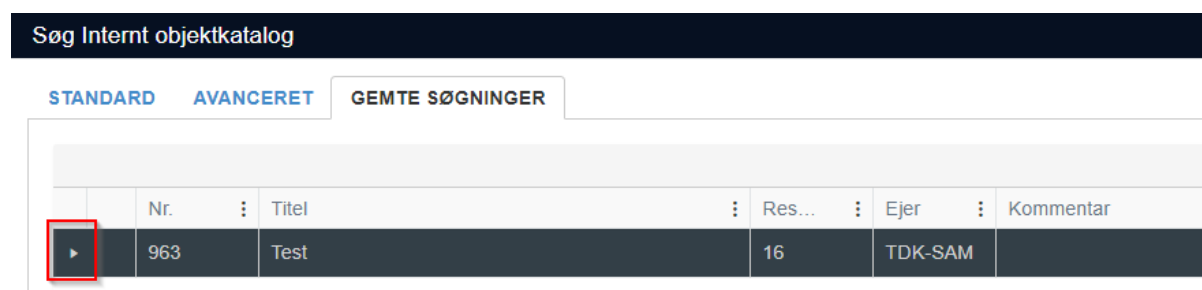 Søg Internt objektkatalog
STANDARD AVANCERET GEMTE SØGNINGER
Nr. Titel Res... Ejer Kommentar
963 Test 16 TDK-SAM